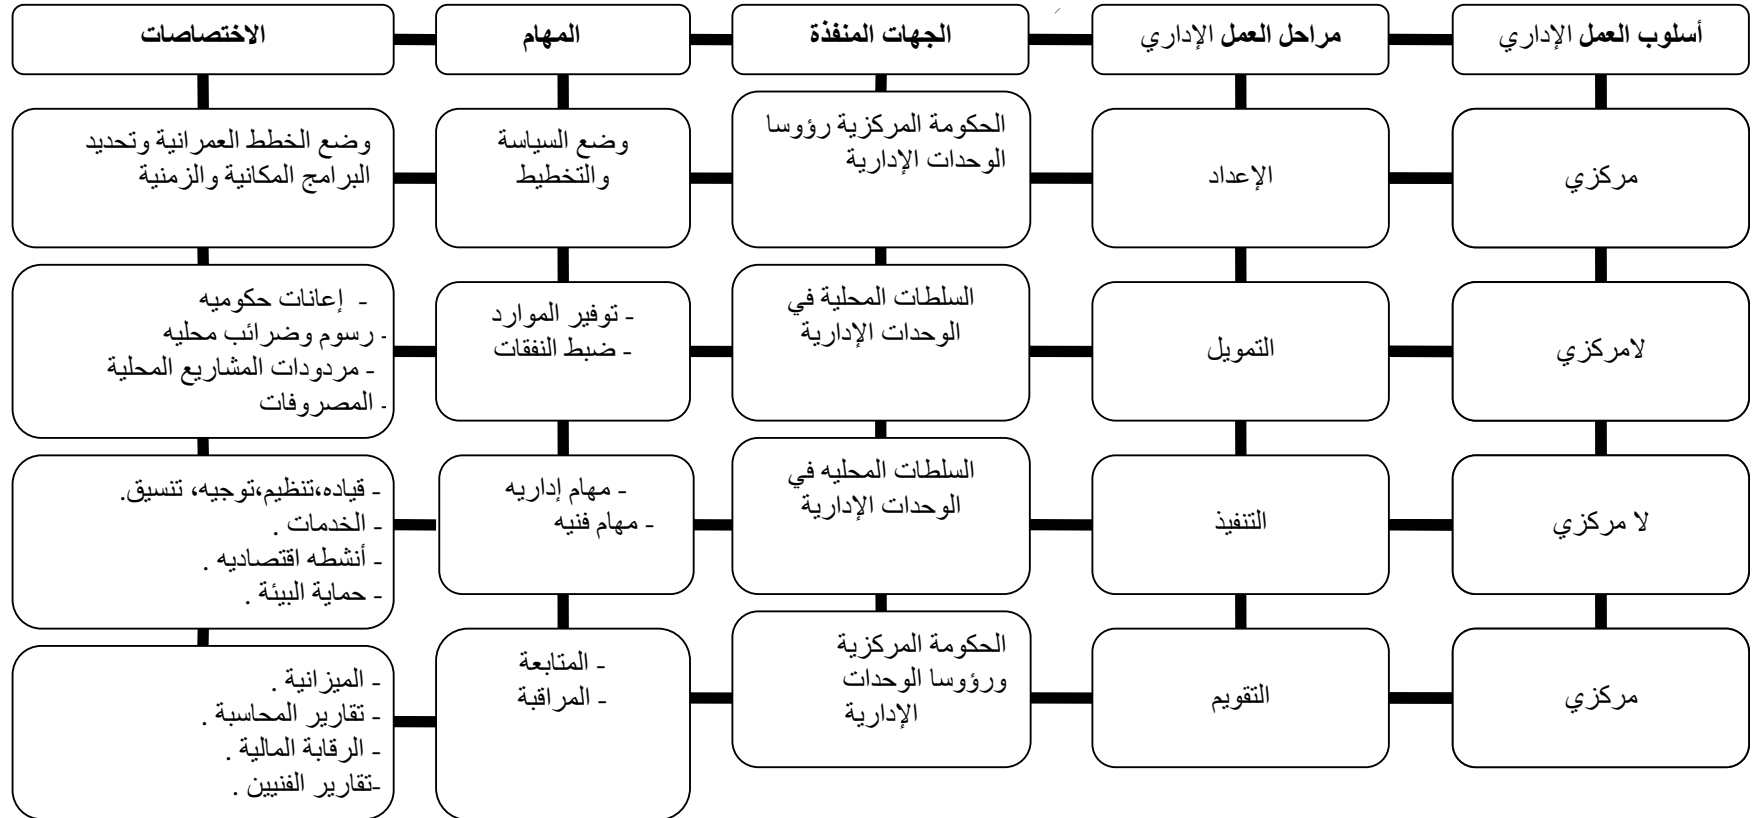 أسلوب العمل الإداري
مراحل العمل الإداري
الجهات المنفذة
المهام
الاختصاصات
مركزي
الإعداد
الحكومة المركزية رؤوسا
الوحدات الإدارية
وضع السياسة
والتخطيط
وضع الخطط العمرانية وتحديد
البرامج المكانية والزمنية
لامركزي
التمويل
السلطات المحلية في
الوحدات الإدارية
- توفير الموارد
- ضبط النفقات
- إعانات حكوميه
- رسوم وضرائب محليه
- مردودات المشاريع المحلية
- المصروفات
لا مركزي
التنفيذ
السلطات المحليه في
الوحدات الإدارية
- مهام إداريه
- مهام فنيه
- قياده،تنظيم،توجيه، تنسيق.
- الخدمات .
- أنشطه اقتصاديه .
- حماية البيئة .
مركزي
التقويم
الحكومة المركزية
ورؤوسا الوحدات
الإدارية
- المتابعة
- المراقبة
- الميزانية .
- تقارير المحاسبة .
- الرقابة المالية .
-تقارير الفنيين .